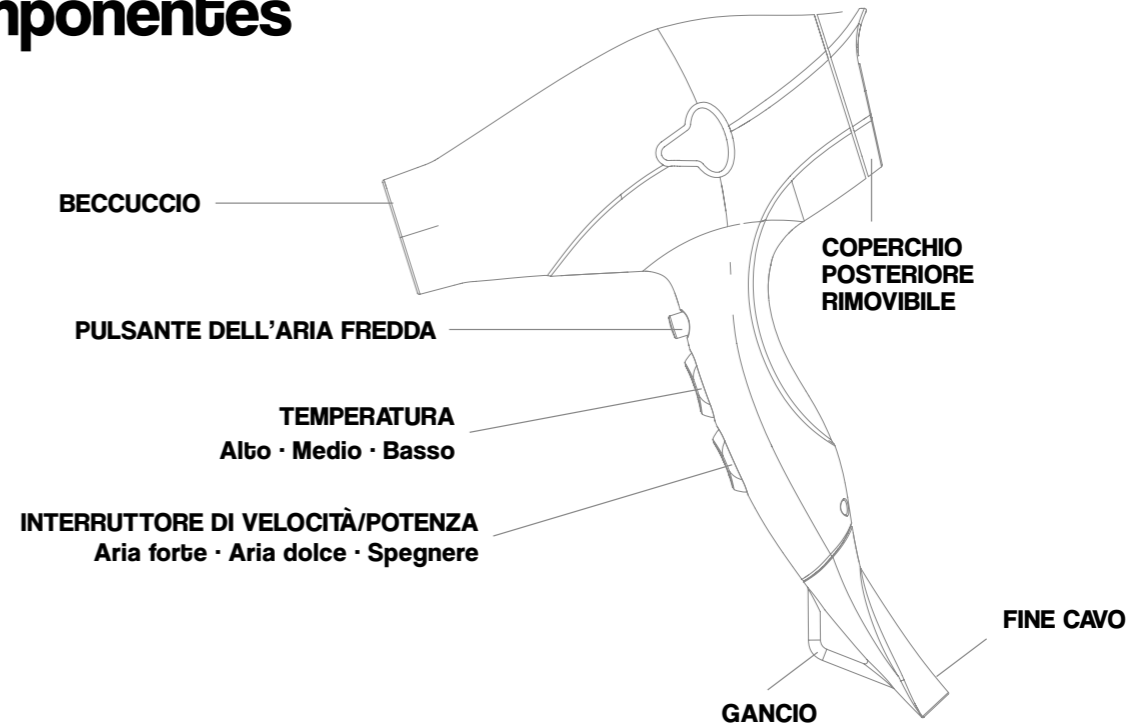 mponentes
BECCUCCIO
COPERCHIO
POSTERIORE
RIMOVIBILE
PULSANTE DELL’ARIA FREDDA
TEMPERATURA
Alto · Medio · Basso
INTERRUTTORE DI VELOCITÀ/POTENZA
Aria forte · Aria dolce · Spegnere
FINE CAVO
GANCIO